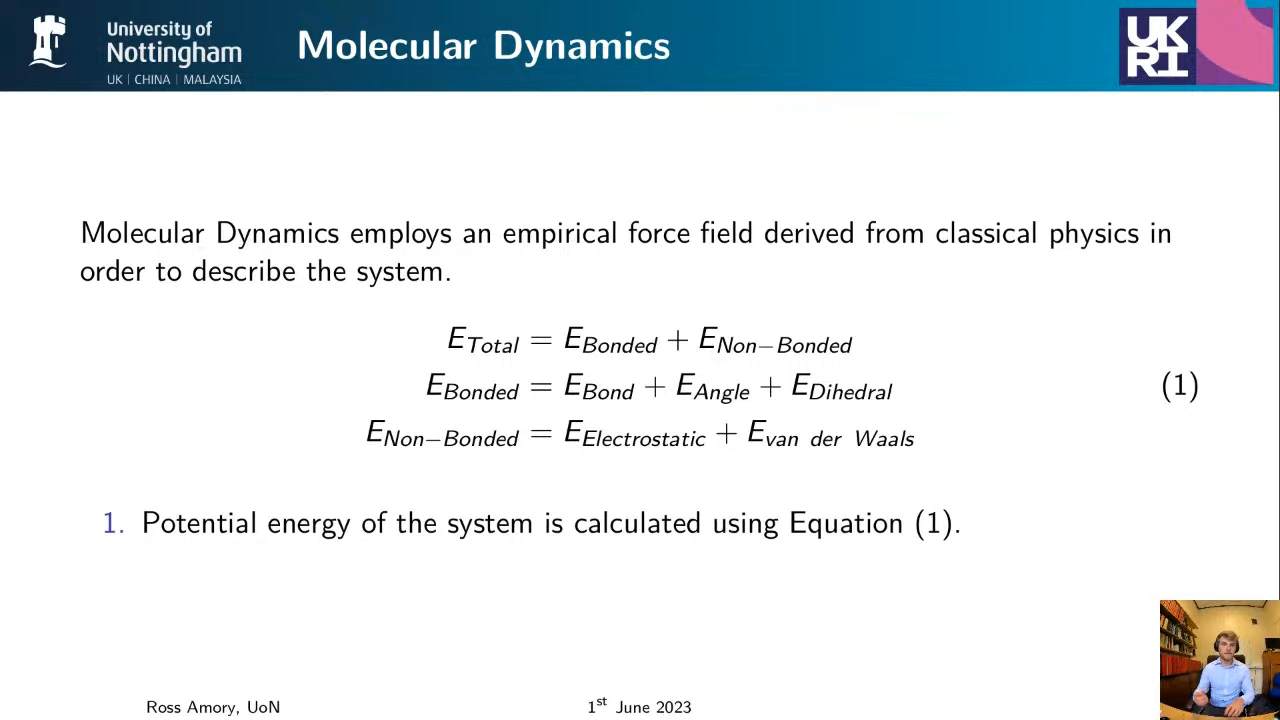 University of
Nottingham
UK | CHINA | MALAYSIA
Molecular Dynamics
UK
RI
Molecular Dynamics employs an empirical force field derived from classical physics in
order to describe the system.
E_Total = E_Bonded + E_Non−Bonded
E_Bonded = E_Bond + E_Angle + E_Dihedral (1)
E_Non−Bonded = E_Electrostatic + E_van der Waals
1. Potential energy of the system is calculated using Equation (1).
Ross Amory, UoN 1st June 2023